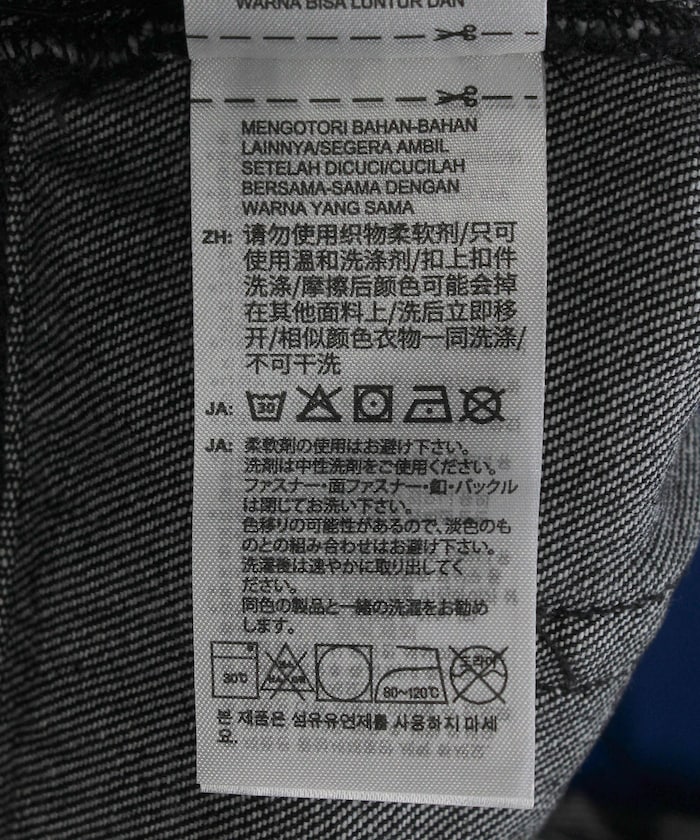 WARNA BISA LUNTUR DAN
MENGOTORI BAHAN-BAHAN
LAINNYA/SEGERA AMBIL
SETELAH DICUCI/CUCILAH
BERSAMA-SAMA DENGAN
WARNA YANG SAMA
ZH: 请勿使用织物柔软剂/只可
使用温和洗涤剂/扣上扣件
洗涤/摩擦后颜色可能会掉
在其他面料上/洗后立即移
开/相似颜色衣物一同洗涤/
不可干洗
JA: 30
JA: 柔軟剤の使用はお避け下さい。
洗剤は中性洗剤をご使用ください。
ファスナー・面ファスナー・釦・バックル
は閉じてお洗い下さい。
色移りの可能性があるので、淡色のも
のとの組み合わせはお避け下さい。
洗濯後は速やかに取り出してく
ださい。
同色の製品と一緒の洗濯をお勧め
します。
30℃ 80~120℃ 드라이
본 제품은 섬유유연제를 사용하지 마세
요.